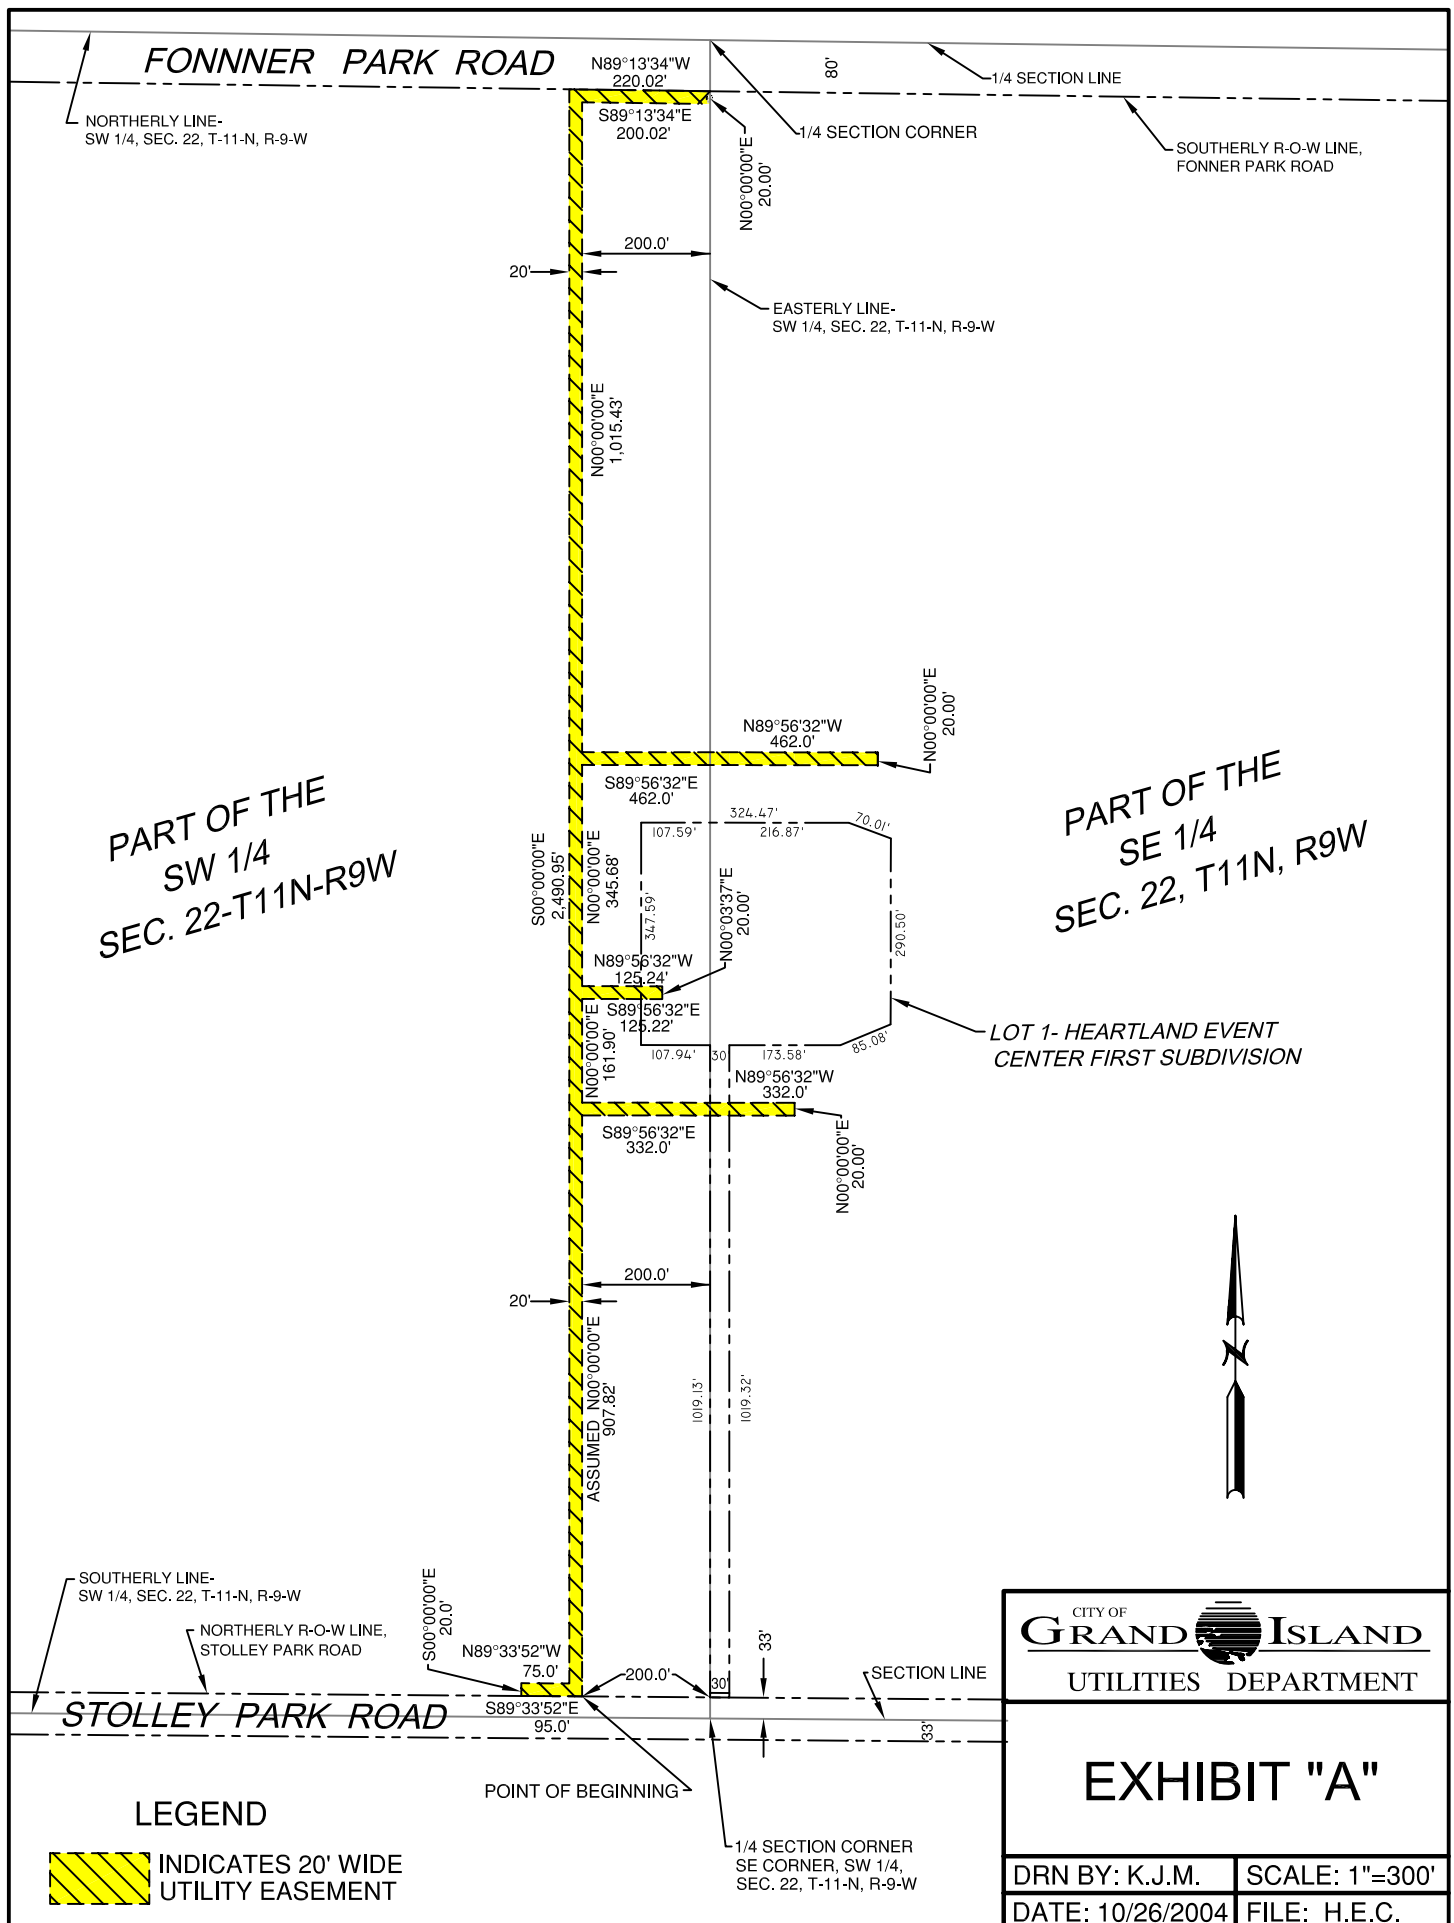 FONNNER PARK ROAD
N89°13'34"W
220.02'
80'
1/4 SECTION LINE
NORTHERLY LINE-
SW 1/4, SEC. 22, T-11-N, R-9-W
S89°13'34"E
200.02'
1/4 SECTION CORNER
SOUTHERLY R-O-W LINE,
FONNER PARK ROAD
N00°00'00"E
20.00'
200.0'
20'
EASTERLY LINE-
SW 1/4, SEC. 22, T-11-N, R-9-W
N00°00'00"E
1,015.43'
N89°56'32"W
462.0'
N00°00'00"E
20.00'
S89°56'32"E
462.0'
PART OF THE
SW 1/4
SEC. 22-T11N-R9W
PART OF THE
SE 1/4
SEC. 22, T11N, R9W
324.47'
107.59'
216.87'
70.01'
S00°00'00"E
2,490.95'
N00°00'00"E
345.68'
347.59'
N00°03'37"E
20.00'
290.50'
N89°56'32"W
125.24'
S89°56'32"E
125.22'
N00°00'00"E
161.90'
107.94'
30'
173.58'
85.08'
LOT 1- HEARTLAND EVENT
CENTER FIRST SUBDIVISION
N89°56'32"W
332.0'
S89°56'32"E
332.0'
N00°00'00"E
20.00'
200.0'
20'
ASSUMED N00°00'00"E
907.82'
1019.13'
1019.32'
SOUTHERLY LINE-
SW 1/4, SEC. 22, T-11-N, R-9-W
NORTHERLY R-O-W LINE,
STOLLEY PARK ROAD
S00°00'00"E
20.0'
N89°33'52"W
75.0'
200.0'
30'
33'
SECTION LINE
STOLLEY PARK ROAD
S89°33'52"E
95.0'
33'
POINT OF BEGINNING
1/4 SECTION CORNER
SE CORNER, SW 1/4,
SEC. 22, T-11-N, R-9-W
N
LEGEND
INDICATES 20' WIDE
UTILITY EASEMENT
CITY OF
GRAND ISLAND
UTILITIES DEPARTMENT
EXHIBIT "A"
DRN BY: K.J.M.
SCALE: 1"=300'
DATE: 10/26/2004
FILE: H.E.C.